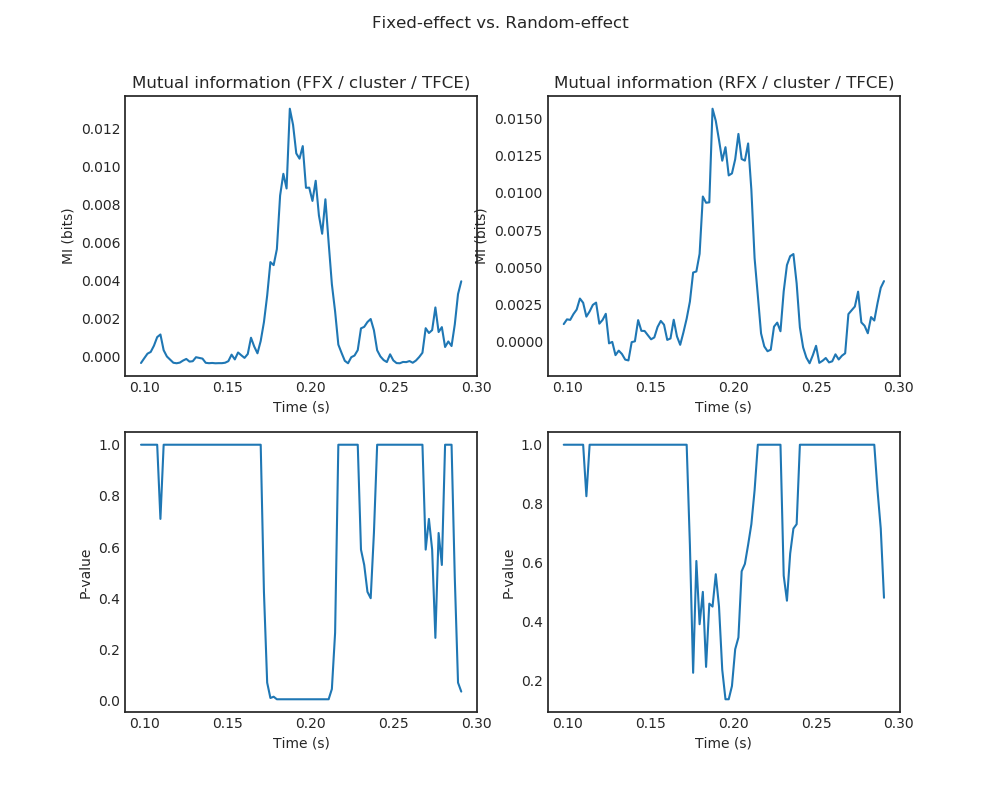 Fixed-effect vs. Random-effect
Mutual information (FFX / cluster / TFCE)
MI (bits)
0.012
0.010
0.008
0.006
0.004
0.002
0.000
0.10 0.15 0.20 0.25 0.30
Time (s)
Mutual information (RFX / cluster / TFCE)
MI (bits)
0.0150
0.0125
0.0100
0.0075
0.0050
0.0025
0.0000
0.10 0.15 0.20 0.25 0.30
Time (s)
P-value
1.0
0.8
0.6
0.4
0.2
0.0
0.10 0.15 0.20 0.25 0.30
Time (s)
P-value
1.0
0.8
0.6
0.4
0.2
0.10 0.15 0.20 0.25 0.30
Time (s)